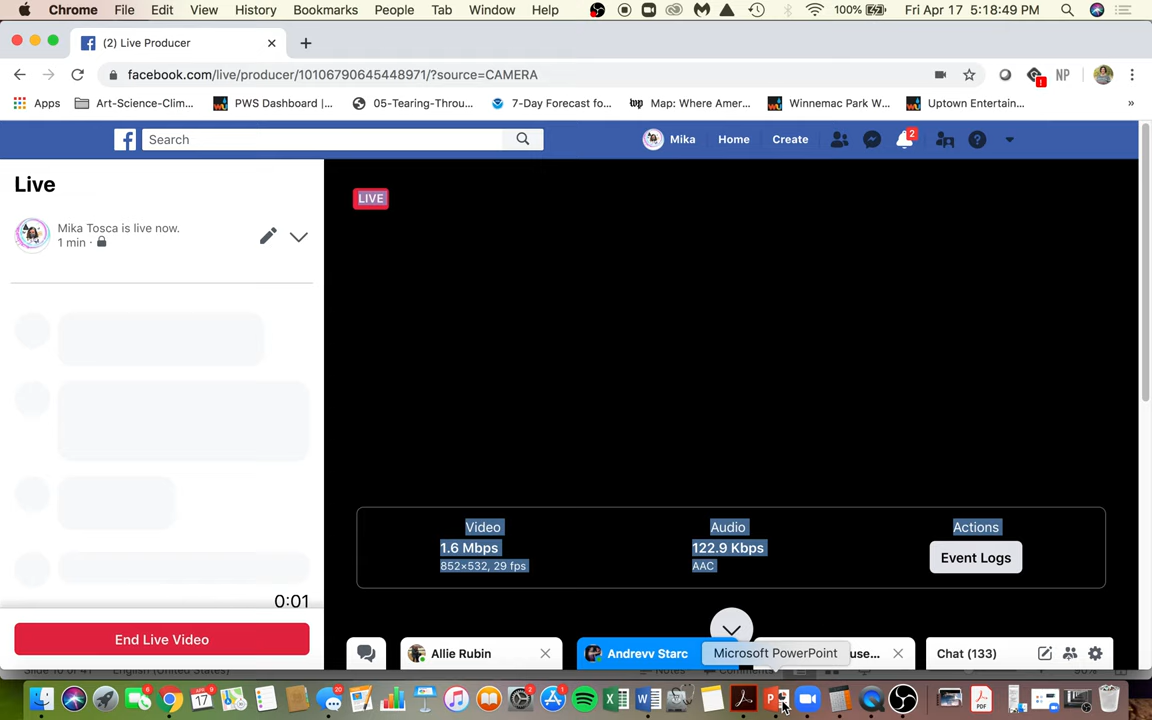 Chrome File Edit View History Bookmarks People Tab Window Help 100% Fri Apr 17 5:18:49 PM
(2) Live Producer
facebook.com/live/producer/10106790645448971/?source=CAMERA NP
Apps Art-Science-Clim... PWS Dashboard |... 05-Tearing-Throu... 7-Day Forecast fo... Map: Where Amer... Winnemac Park W... Uptown Entertain... »
Search Mika Home Create 2
Live
LIVE
Mika Tosca is live now.
1 min ·
Video Audio Actions
1.6 Mbps 122.9 Kbps Event Logs
852×532, 29 fps AAC
0:01
End Live Video
Allie Rubin Andrevv Starc Microsoft PowerPoint use... Chat (133)